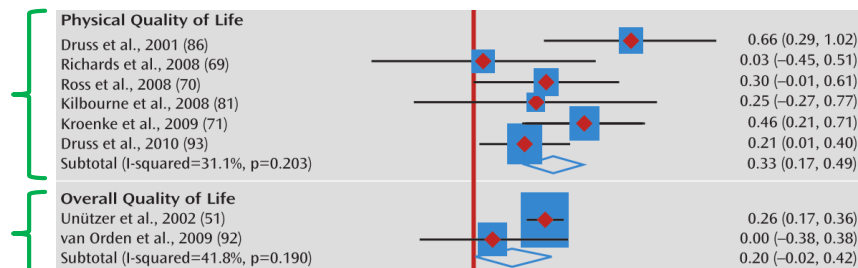 Physical Quality of Life
Druss et al., 2001 (86) 0.66 (0.29, 1.02)
Richards et al., 2008 (69) 0.03 (–0.45, 0.51)
Ross et al., 2008 (70) 0.30 (–0.01, 0.61)
Kilbourne et al., 2008 (81) 0.25 (–0.27, 0.77)
Kroenke et al., 2009 (71) 0.46 (0.21, 0.71)
Druss et al., 2010 (93) 0.21 (0.01, 0.40)
Subtotal (I-squared=31.1%, p=0.203) 0.33 (0.17, 0.49)
Overall Quality of Life
Unützer et al., 2002 (51) 0.26 (0.17, 0.36)
van Orden et al., 2009 (92) 0.00 (–0.38, 0.38)
Subtotal (I-squared=41.8%, p=0.190) 0.20 (–0.02, 0.42)